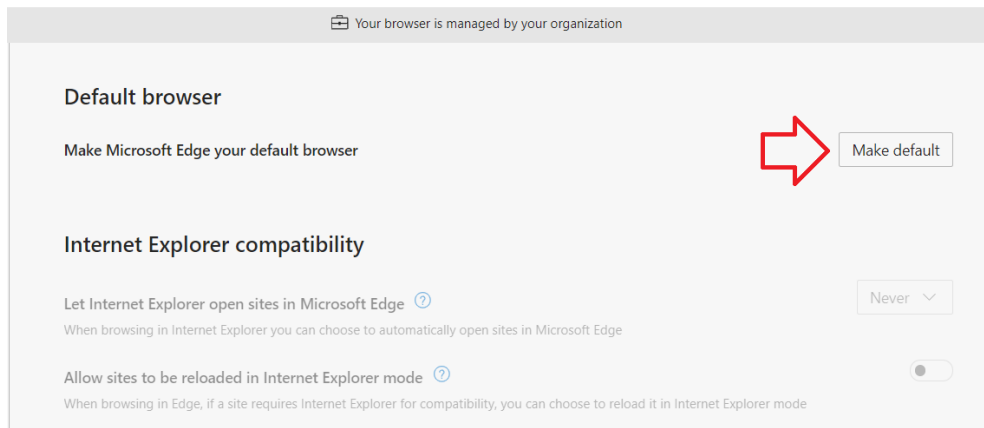 Your browser is managed by your organization
Default browser
Make Microsoft Edge your default browser
Make default
Internet Explorer compatibility
Let Internet Explorer open sites in Microsoft Edge ?
Never
When browsing in Internet Explorer you can choose to automatically open sites in Microsoft Edge
Allow sites to be reloaded in Internet Explorer mode ?
When browsing in Edge, if a site requires Internet Explorer for compatibility, you can choose to reload it in Internet Explorer mode